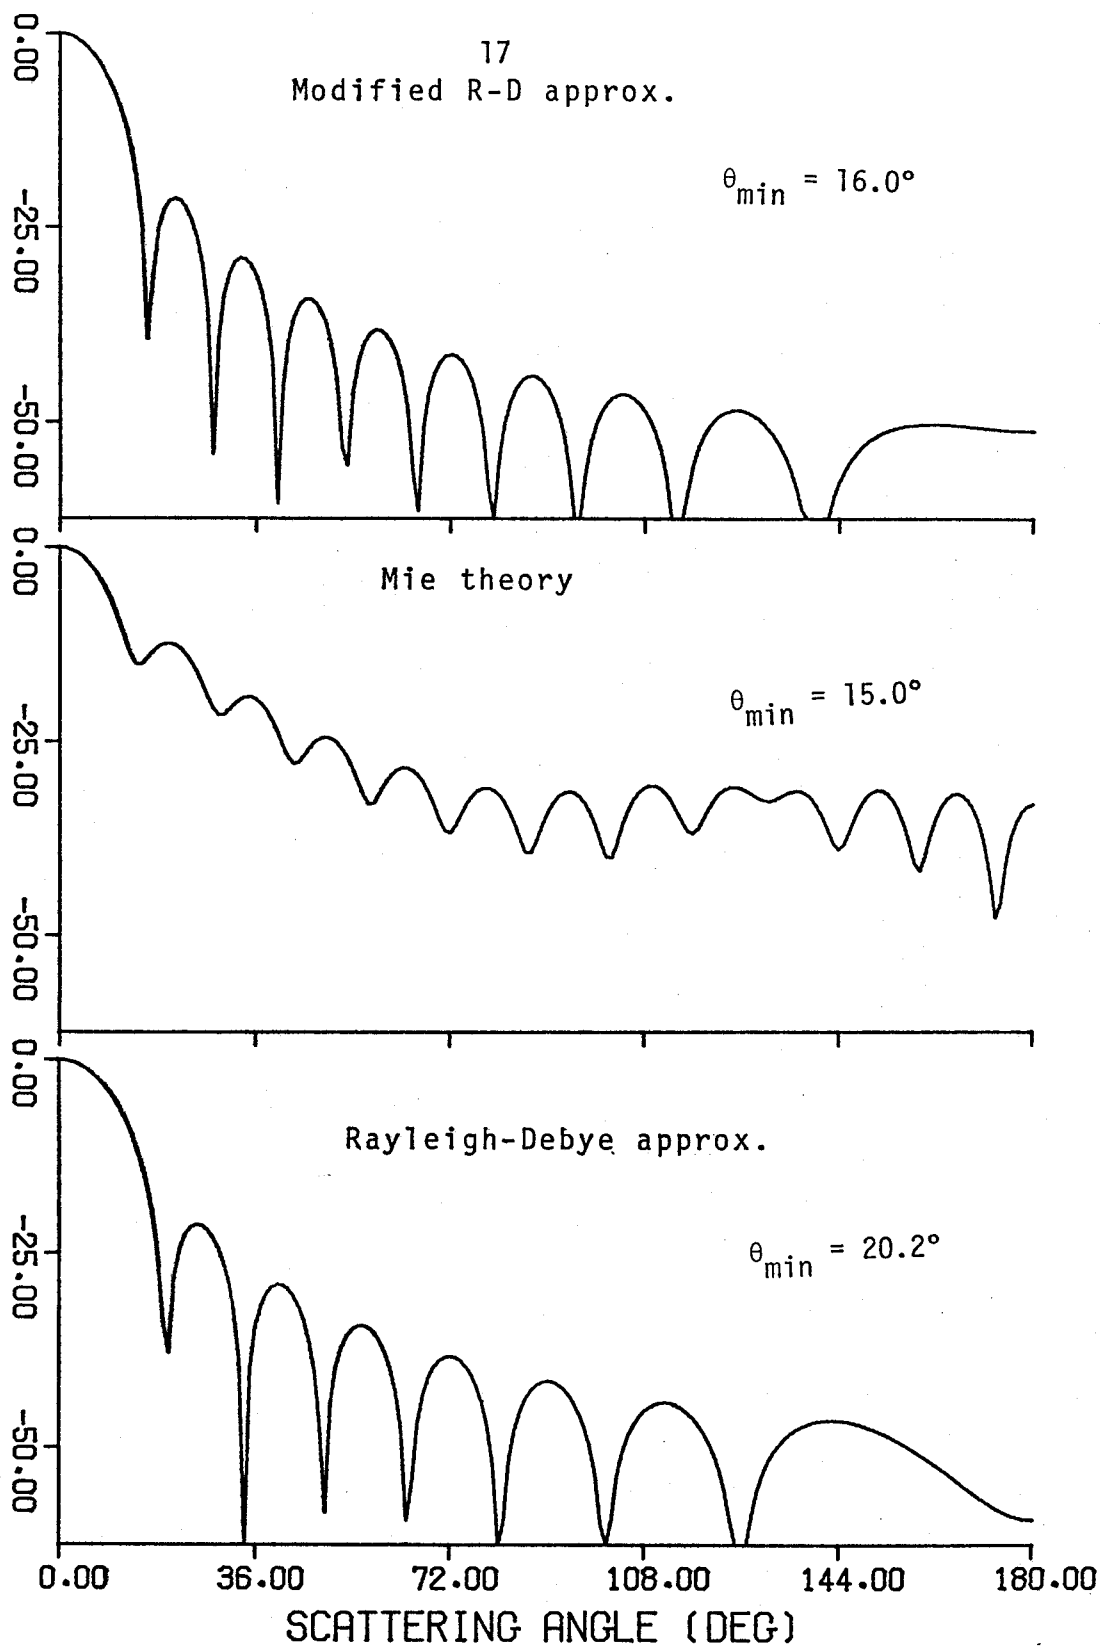 17
Modified R-D approx.
θmin = 16.0°
0.00
-25.00
-50.00
Mie theory
θmin = 15.0°
0.00
-25.00
-50.00
Rayleigh-Debye approx.
θmin = 20.2°
0.00
-25.00
-50.00
0.00 36.00 72.00 108.00 144.00 180.00
SCATTERING ANGLE (DEG)